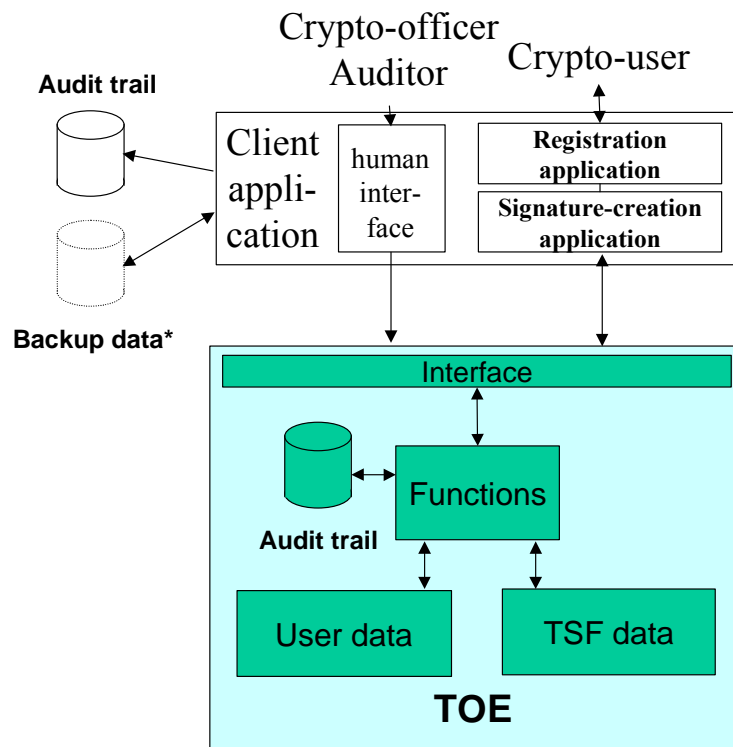 Crypto-officer
Auditor
Crypto-user
Audit trail
Client
appli-
cation
human
inter-
face
Registration
application
Signature-creation
application
Backup data*
Interface
Functions
Audit trail
User data
TSF data
TOE